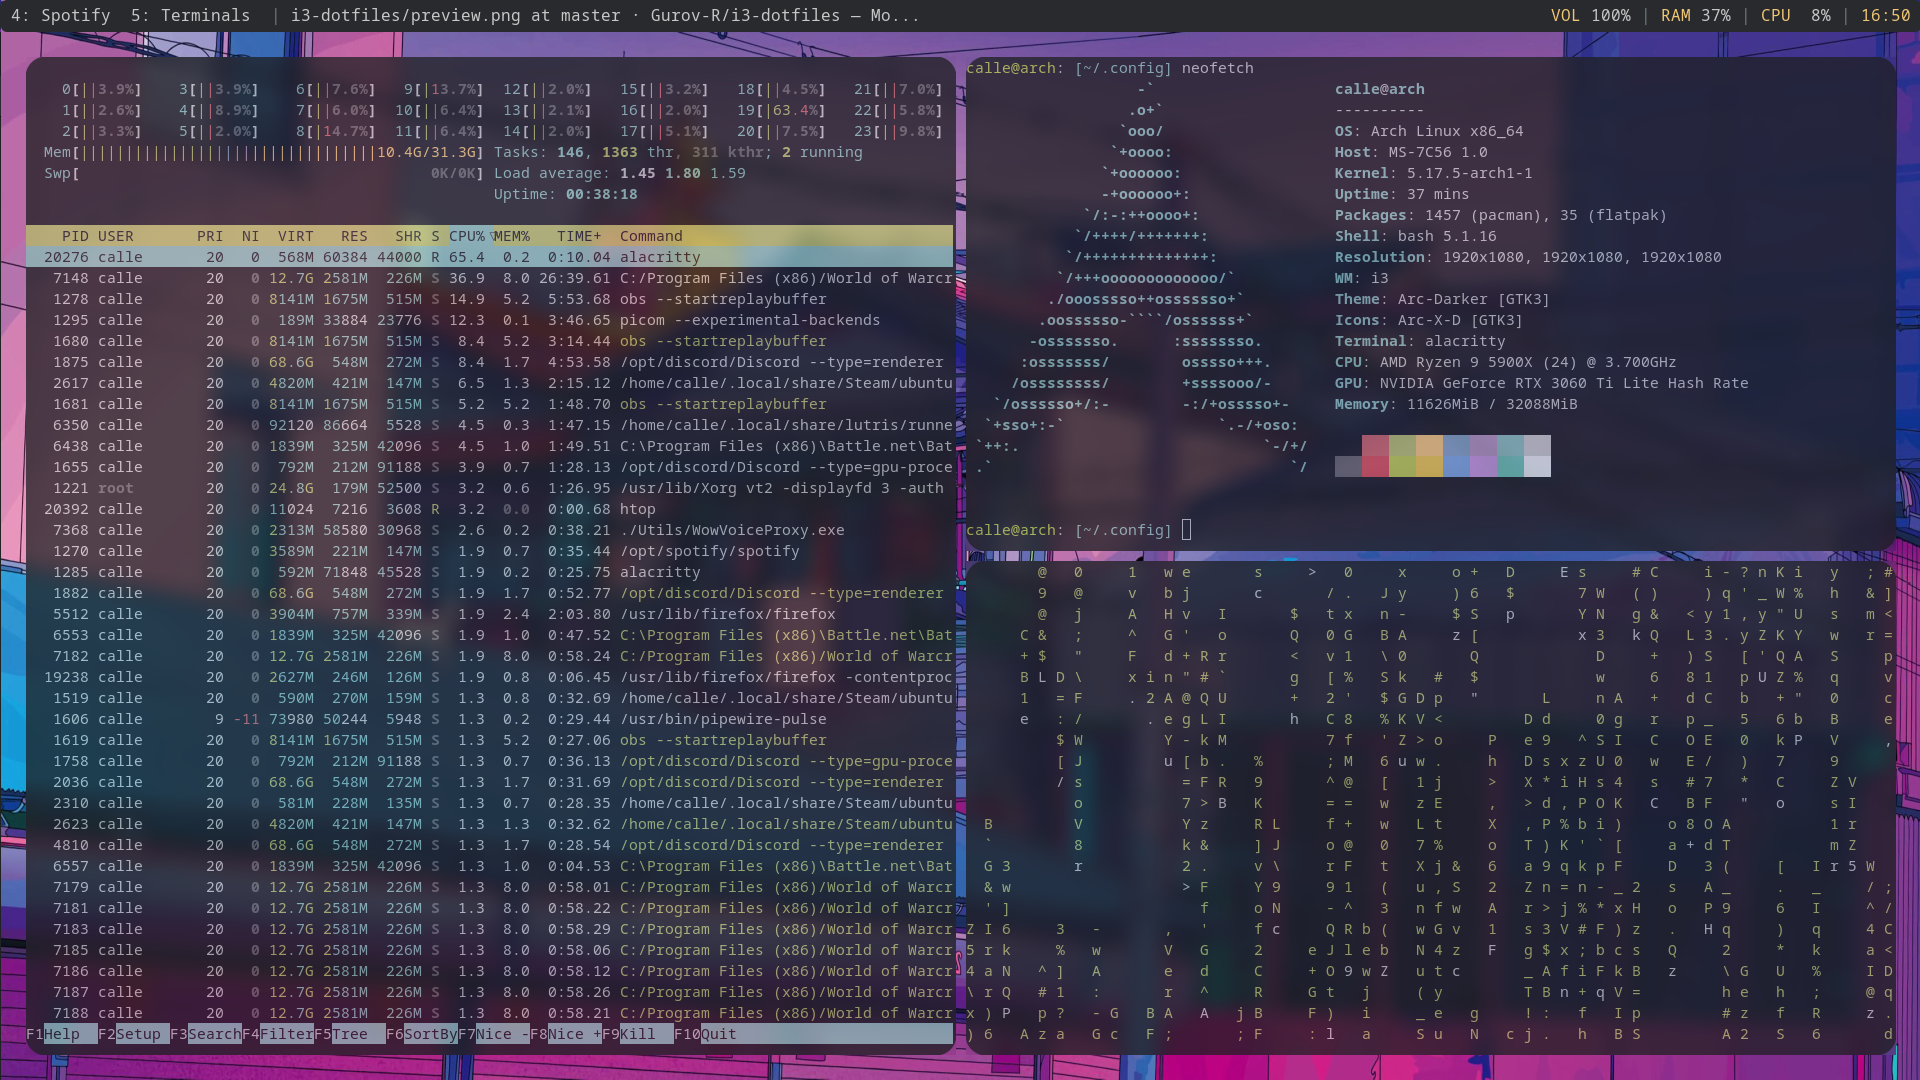 4: Spotify  5: Terminals  | i3-dotfiles/preview.png at master · Gurov-R/i3-dotfiles — Mo...
VOL 100% | RAM 37% | CPU  8% | 16:50
0[||3.9%]  3[||3.9%]  6[||7.6%]  9[|13.7%]  12[||2.0%]  15[||3.2%]  18[||4.5%]  21[||7.0%]
1[||2.6%]  4[||8.9%]  7[||6.0%]  10[||6.4%]  13[||2.1%]  16[||2.0%]  19[|63.4%]  22[||5.8%]
2[||3.3%]  5[||2.0%]  8[|14.7%]  11[||6.4%]  14[||2.0%]  17[||5.1%]  20[||7.5%]  23[||9.8%]
Mem[|||||||||||||||||||||||||||||||||10.4G/31.3G]  Tasks: 146, 1363 thr, 311 kthr; 2 running
Swp[ 0K/0K]  Load average: 1.45 1.80 1.59
Uptime: 00:38:18
PID USER PRI NI VIRT RES SHR S CPU%▽MEM% TIME+ Command
20276 calle 20 0 568M 60384 44000 R 65.4 0.2 0:10.04 alacritty
7148 calle 20 0 12.7G 2581M 226M S 36.9 8.0 26:39.61 C:/Program Files (x86)/World of Warcr
1278 calle 20 0 8141M 1675M 515M S 14.9 5.2 5:53.68 obs --startreplaybuffer
1295 calle 20 0 189M 33884 23776 S 12.3 0.1 3:46.65 picom --experimental-backends
1680 calle 20 0 8141M 1675M 515M S 8.4 5.2 3:14.44 obs --startreplaybuffer
1875 calle 20 0 68.6G 548M 272M S 8.4 1.7 4:53.58 /opt/discord/Discord --type=renderer
2617 calle 20 0 4820M 421M 147M S 6.5 1.3 2:15.12 /home/calle/.local/share/Steam/ubuntu
1681 calle 20 0 8141M 1675M 515M S 5.2 5.2 1:48.70 obs --startreplaybuffer
6350 calle 20 0 92120 86664 5528 S 4.5 0.3 1:47.15 /home/calle/.local/share/lutris/runne
6438 calle 20 0 1839M 325M 42096 S 4.5 1.0 1:49.51 C:\Program Files (x86)\Battle.net\Bat
1655 calle 20 0 792M 212M 91188 S 3.9 0.7 1:28.13 /opt/discord/Discord --type=gpu-proce
1221 root 20 0 24.8G 179M 52500 S 3.2 0.6 1:26.95 /usr/lib/Xorg vt2 -displayfd 3 -auth
20392 calle 20 0 11024 7216 3608 R 3.2 0.0 0:00.68 htop
7368 calle 20 0 2313M 58580 30968 S 2.6 0.2 0:38.21 ./Utils/WowVoiceProxy.exe
1270 calle 20 0 3589M 221M 147M S 1.9 0.7 0:35.44 /opt/spotify/spotify
1285 calle 20 0 592M 71848 45528 S 1.9 0.2 0:25.75 alacritty
1882 calle 20 0 68.6G 548M 272M S 1.9 1.7 0:52.77 /opt/discord/Discord --type=renderer
5512 calle 20 0 3904M 757M 339M S 1.9 2.4 2:03.80 /usr/lib/firefox/firefox
6553 calle 20 0 1839M 325M 42096 S 1.9 1.0 0:47.52 C:\Program Files (x86)\Battle.net\Bat
7182 calle 20 0 12.7G 2581M 226M S 1.9 8.0 0:58.24 C:/Program Files (x86)/World of Warcr
19238 calle 20 0 2627M 246M 126M S 1.9 0.8 0:06.45 /usr/lib/firefox/firefox -contentproc
1519 calle 20 0 590M 270M 159M S 1.3 0.8 0:32.69 /home/calle/.local/share/Steam/ubuntu
1606 calle 9 -11 73980 50244 5948 S 1.3 0.2 0:29.44 /usr/bin/pipewire-pulse
1619 calle 20 0 8141M 1675M 515M S 1.3 5.2 0:27.06 obs --startreplaybuffer
1758 calle 20 0 792M 212M 91188 S 1.3 0.7 0:36.13 /opt/discord/Discord --type=gpu-proce
2036 calle 20 0 68.6G 548M 272M S 1.3 1.7 0:31.69 /opt/discord/Discord --type=renderer
2310 calle 20 0 581M 228M 135M S 1.3 0.7 0:28.35 /home/calle/.local/share/Steam/ubuntu
2623 calle 20 0 4820M 421M 147M S 1.3 1.3 0:32.62 /home/calle/.local/share/Steam/ubuntu
4810 calle 20 0 68.6G 548M 272M S 1.3 1.7 0:28.54 /opt/discord/Discord --type=renderer
6557 calle 20 0 1839M 325M 42096 S 1.3 1.0 0:04.53 C:\Program Files (x86)\Battle.net\Bat
7179 calle 20 0 12.7G 2581M 226M S 1.3 8.0 0:58.01 C:/Program Files (x86)/World of Warcr
7181 calle 20 0 12.7G 2581M 226M S 1.3 8.0 0:58.22 C:/Program Files (x86)/World of Warcr
7183 calle 20 0 12.7G 2581M 226M S 1.3 8.0 0:58.29 C:/Program Files (x86)/World of Warcr
7185 calle 20 0 12.7G 2581M 226M S 1.3 8.0 0:58.06 C:/Program Files (x86)/World of Warcr
7186 calle 20 0 12.7G 2581M 226M S 1.3 8.0 0:58.12 C:/Program Files (x86)/World of Warcr
7187 calle 20 0 12.7G 2581M 226M S 1.3 8.0 0:58.26 C:/Program Files (x86)/World of Warcr
7188 calle 20 0 12.7G 2581M 226M S 1.3 8.0 0:58.21 C:/Program Files (x86)/World of Warcr
F1Help  F2Setup F3SearchF4FilterF5Tree  F6SortByF7Nice -F8Nice +F9Kill  F10Quit
calle@arch: [~/.config] neofetch
calle@arch
----------
OS: Arch Linux x86_64
Host: MS-7C56 1.0
Kernel: 5.17.5-arch1-1
Uptime: 37 mins
Packages: 1457 (pacman), 35 (flatpak)
Shell: bash 5.1.16
Resolution: 1920x1080, 1920x1080, 1920x1080
WM: i3
Theme: Arc-Darker [GTK3]
Icons: Arc-X-D [GTK3]
Terminal: alacritty
CPU: AMD Ryzen 9 5900X (24) @ 3.700GHz
GPU: NVIDIA GeForce RTX 3060 Ti Lite Hash Rate
Memory: 11626MiB / 32088MiB
calle@arch: [~/.config]